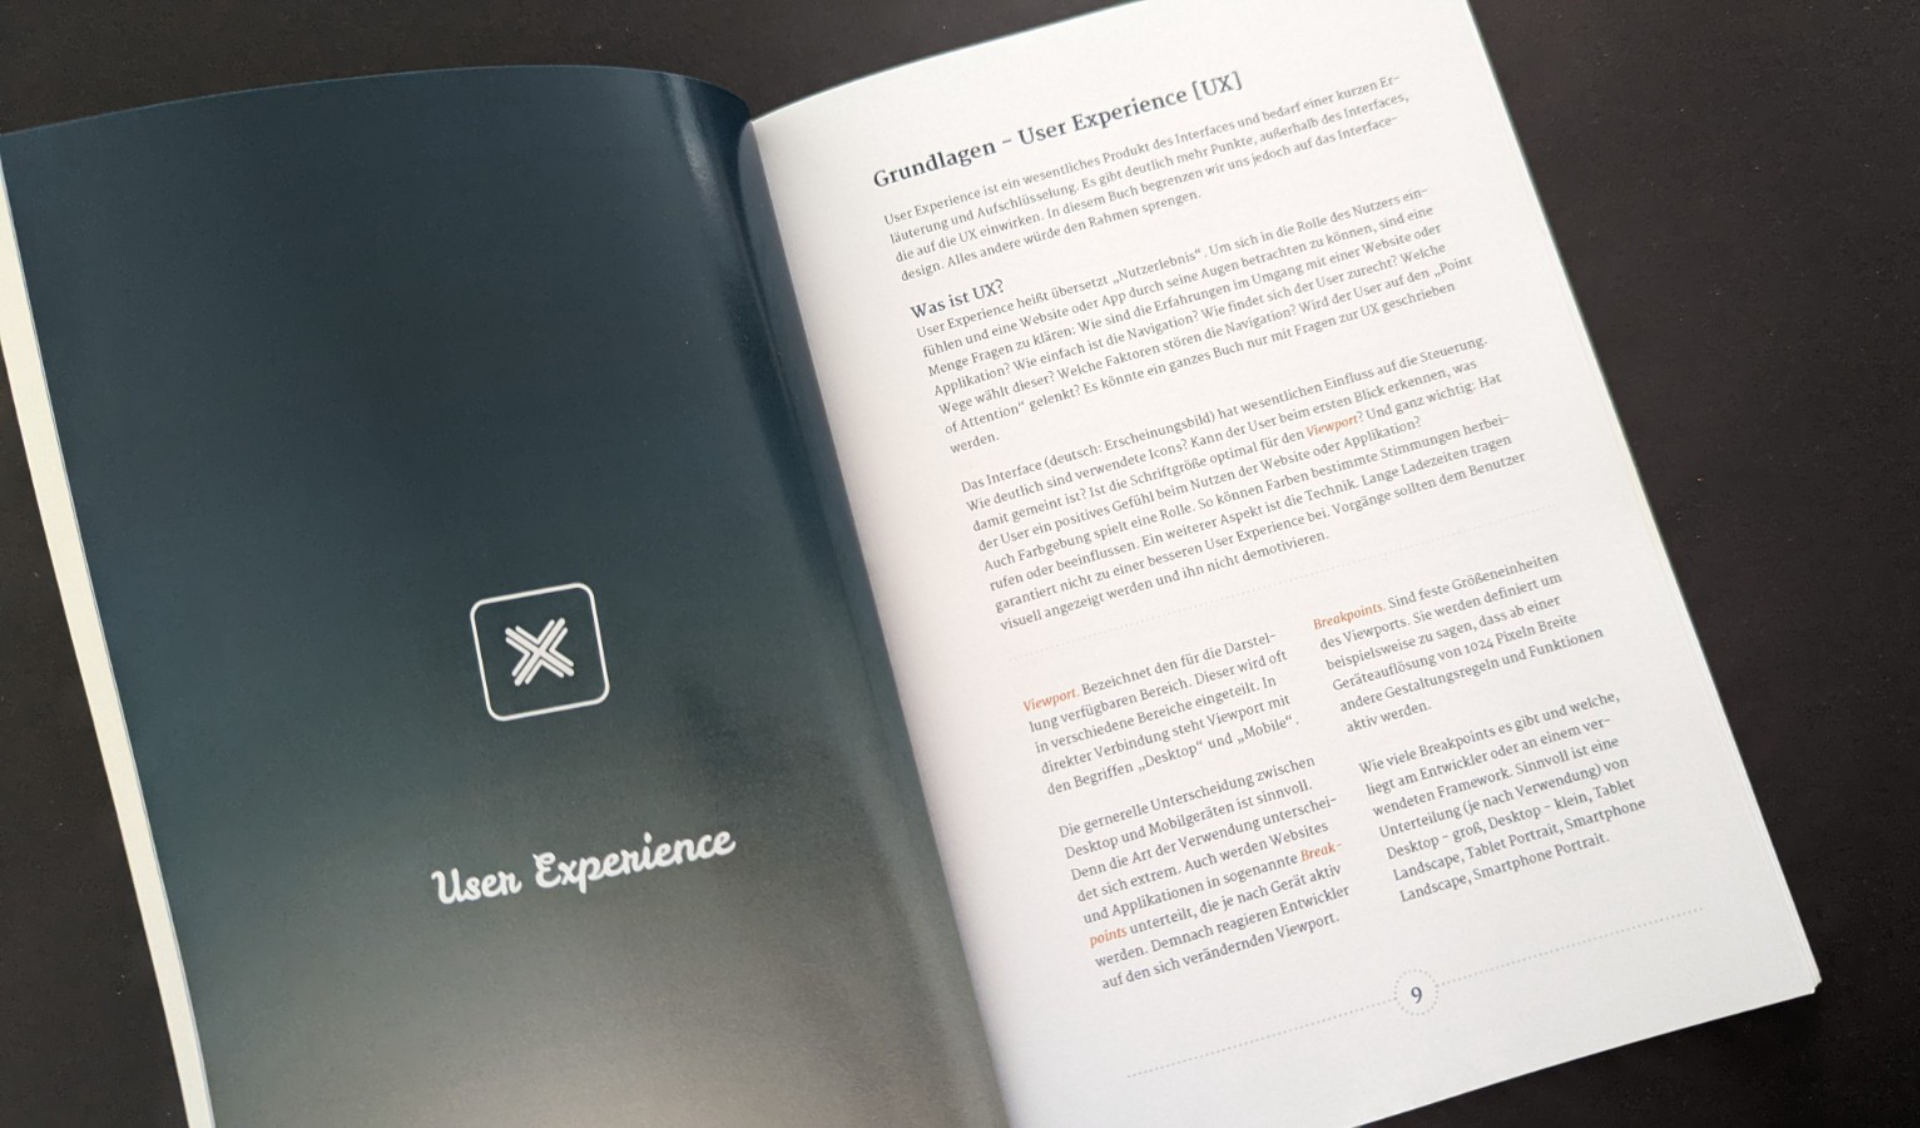 User Experience
Grundlagen – User Experience [UX]
User Experience ist ein wesentliches Produkt des Interfaces und bedarf einer kurzen Er-
läuterung und Aufschlüsselung. Es gibt deutlich mehr Punkte, außerhalb des Interfaces,
die auf die UX einwirken. In diesem Buch begrenzen wir uns jedoch auf das Interface-
design. Alles andere würde den Rahmen sprengen.
Was ist UX?
User Experience heißt übersetzt „Nutzerlebnis“ . Um sich in die Rolle des Nutzers ein-
fühlen und eine Website oder App durch seine Augen betrachten zu können, sind eine
Menge Fragen zu klären: Wie sind die Erfahrungen im Umgang mit einer Website oder
Applikation? Wie einfach ist die Navigation? Wie findet sich der User zurecht? Welche
Wege wählt dieser? Welche Faktoren stören die Navigation? Wird der User auf den „Point
of Attention“ gelenkt? Es könnte ein ganzes Buch nur mit Fragen zur UX geschrieben
werden.
Das Interface (deutsch: Erscheinungsbild) hat wesentlichen Einfluss auf die Steuerung.
Wie deutlich sind verwendete Icons? Kann der User beim ersten Blick erkennen, was
damit gemeint ist? Ist die Schriftgröße optimal für den Viewport? Und ganz wichtig: Hat
der User ein positives Gefühl beim Nutzen der Website oder Applikation?
Auch Farbgebung spielt eine Rolle. So können Farben bestimmte Stimmungen herbei-
rufen oder beeinflussen. Ein weiterer Aspekt ist die Technik. Lange Ladezeiten tragen
garantiert nicht zu einer besseren User Experience bei. Vorgänge sollten dem Benutzer
visuell angezeigt werden und ihn nicht demotivieren.
Viewport. Bezeichnet den für die Darstel-
lung verfügbaren Bereich. Dieser wird oft
in verschiedene Bereiche eingeteilt. In
direkter Verbindung steht Viewport mit
den Begriffen „Desktop“ und „Mobile“ .
Die gernerelle Unterscheidung zwischen
Desktop und Mobilgeräten ist sinnvoll.
Denn die Art der Verwendung unterschei-
det sich extrem. Auch werden Websites
und Applikationen in sogenannte Break-
points unterteilt, die je nach Gerät aktiv
werden. Demnach reagieren Entwickler
auf den sich verändernden Viewport.
Breakpoints. Sind feste Größeneinheiten
des Viewports. Sie werden definiert um
beispielsweise zu sagen, dass ab einer
Geräteauflösung von 1024 Pixeln Breite
andere Gestaltungsregeln und Funktionen
aktiv werden.
Wie viele Breakpoints es gibt und welche,
liegt am Entwickler oder an einem ver-
wendeten Framework. Sinnvoll ist eine
Unterteilung (je nach Verwendung) von
Desktop – groß, Desktop – klein, Tablet
Landscape, Tablet Portrait, Smartphone
Landscape, Smartphone Portrait.
9